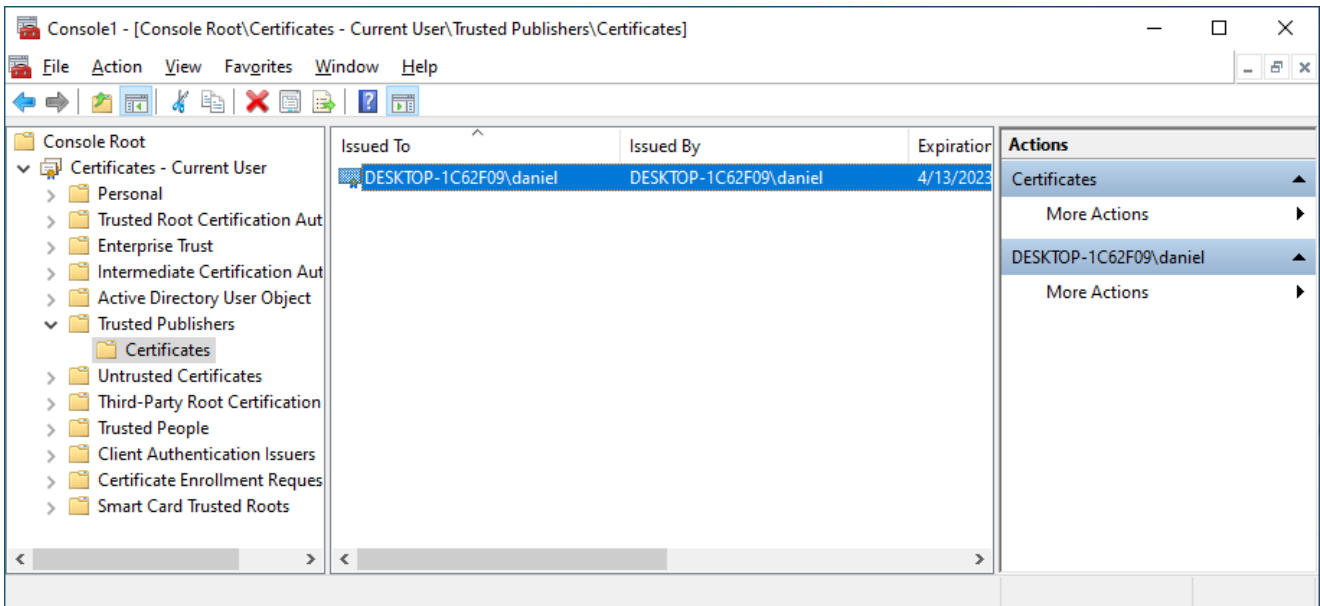 Console1 - [Console Root\Certificates - Current User\Trusted Publishers\Certificates]
File Action View Favorites Window Help
Console Root
Certificates - Current User
Personal
Trusted Root Certification Aut
Enterprise Trust
Intermediate Certification Aut
Active Directory User Object
Trusted Publishers
Certificates
Untrusted Certificates
Third-Party Root Certification
Trusted People
Client Authentication Issuers
Certificate Enrollment Reques
Smart Card Trusted Roots
Issued To Issued By Expiration
DESKTOP-1C62F09\daniel DESKTOP-1C62F09\daniel 4/13/2023
Actions
Certificates
More Actions
DESKTOP-1C62F09\daniel
More Actions